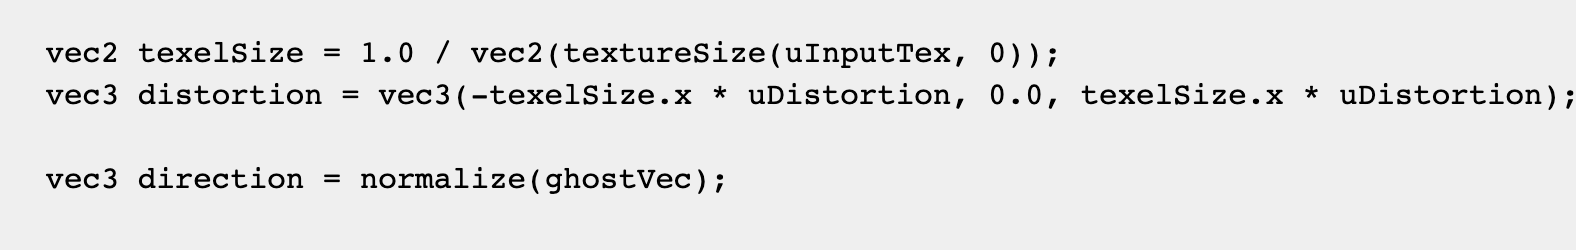 vec2 texelSize = 1.0 / vec2(textureSize(uInputTex, 0));
vec3 distortion = vec3(-texelSize.x * uDistortion, 0.0, texelSize.x * uDistortion);
vec3 direction = normalize(ghostVec);